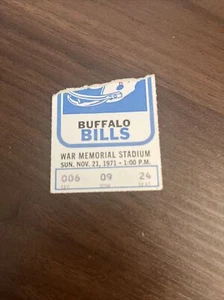 BUFFALO
BILLS
WAR MEMORIAL STADIUM
SUN. NOV. 21, 1971 • 1:00 P.M.
006 09 24
SEC ROW SEAT